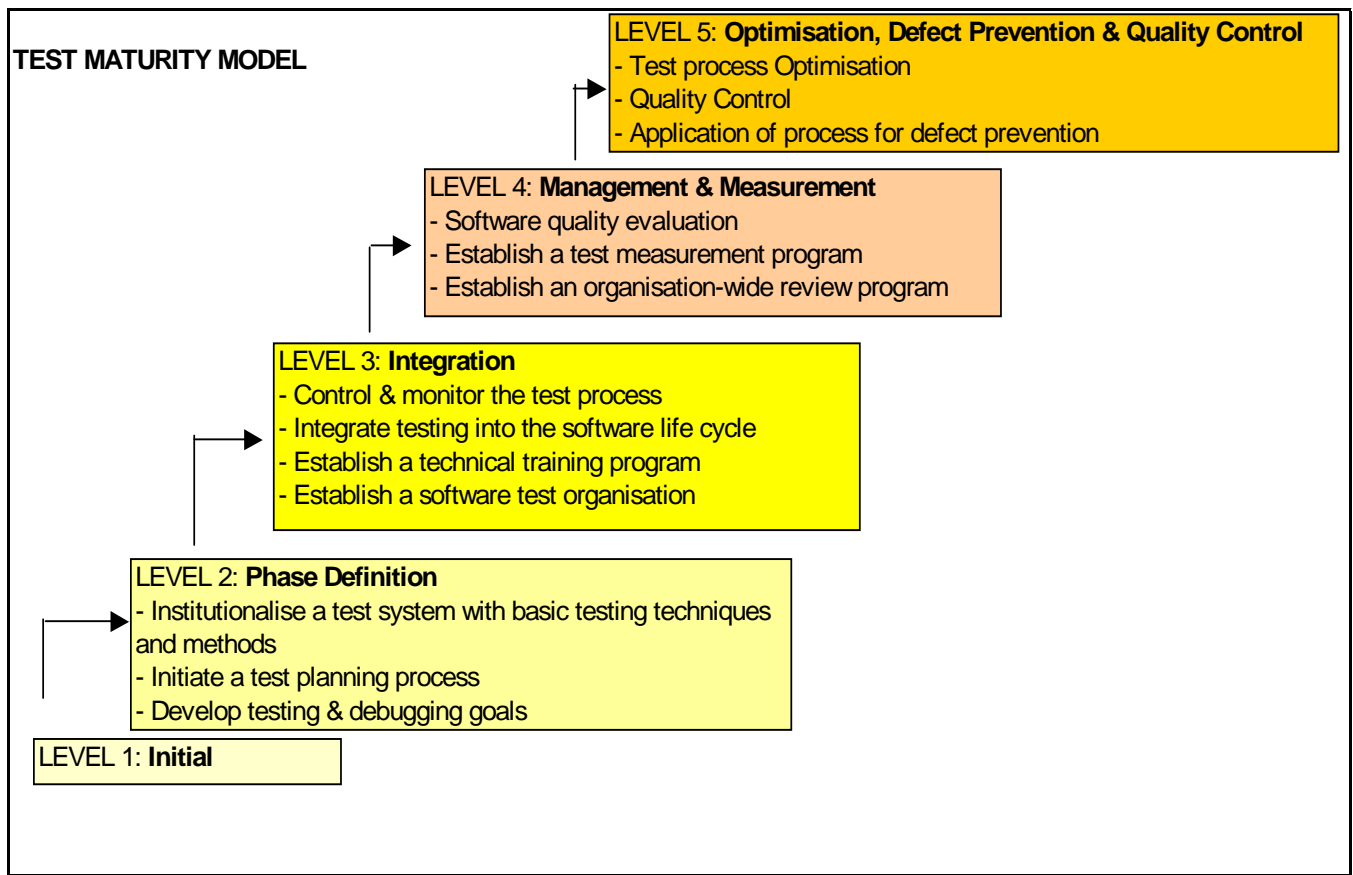 TEST MATURITY MODEL
LEVEL 5: Optimisation, Defect Prevention & Quality Control
- Test process Optimisation
- Quality Control
- Application of process for defect prevention
LEVEL 4: Management & Measurement
- Software quality evaluation
- Establish a test measurement program
- Establish an organisation-wide review program
LEVEL 3: Integration
- Control & monitor the test process
- Integrate testing into the software life cycle
- Establish a technical training program
- Establish a software test organisation
LEVEL 2: Phase Definition
- Institutionalise a test system with basic testing techniques
and methods
- Initiate a test planning process
- Develop testing & debugging goals
LEVEL 1: Initial